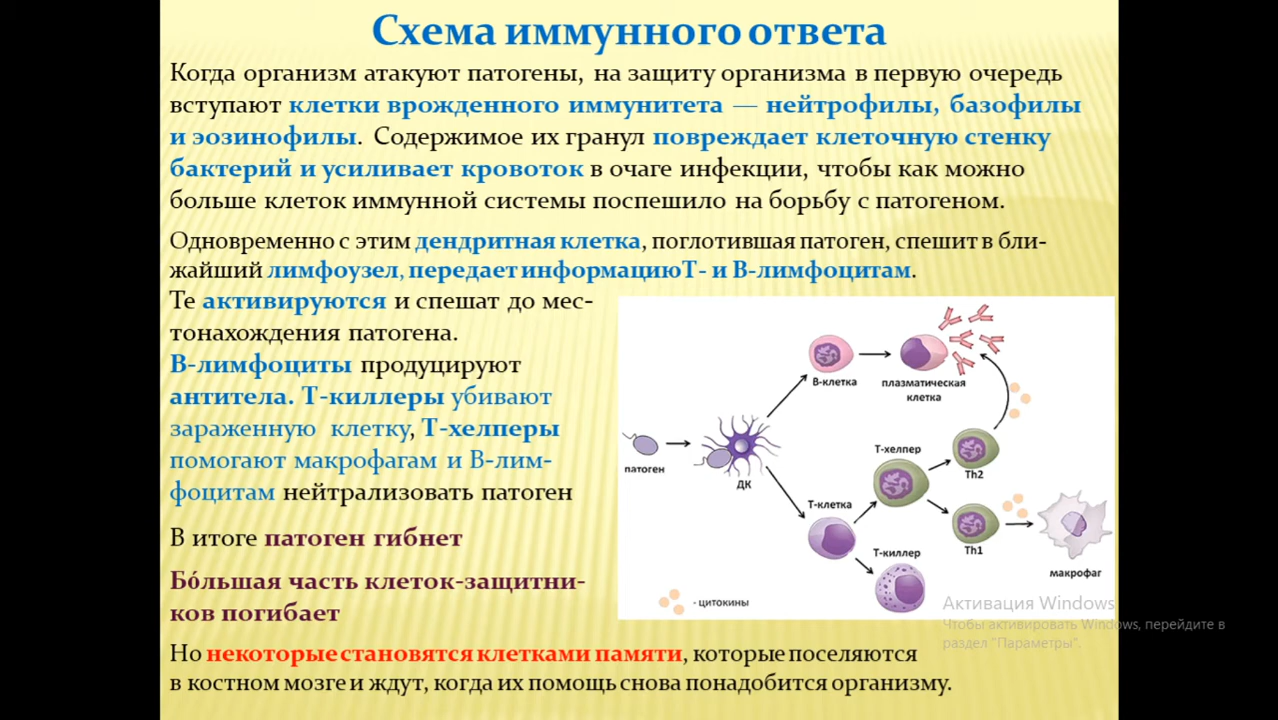 Схема иммунного ответа
Когда организм атакуют патогены, на защиту организма в первую очередь
вступают клетки врожденного иммунитета — нейтрофилы, базофилы
и эозинофилы. Содержимое их гранул повреждает клеточную стенку
бактерий и усиливает кровоток в очаге инфекции, чтобы как можно
больше клеток иммунной системы поспешило на борьбу с патогеном.
Одновременно с этим дендритная клетка, поглотившая патоген, спешит в бли-
жайший лимфоузел, передает информациюТ- и В-лимфоцитам.
Те активируются и спешат до мес-
тонахождения патогена.
В-лимфоциты продуцируют
антитела. Т-киллеры убивают
зараженную клетку, Т-хелперы
помогают макрофагам и В-лим-
фоцитам нейтрализовать патоген
В итоге патоген гибнет
Бо́льшая часть клеток-защитни-
ков погибает
Но некоторые становятся клетками памяти, которые поселяются
в костном мозге и ждут, когда их помощь снова понадобится организму.
В-клетка
плазматическая
клетка
патоген
ДК
Т-хелпер
Th2
Т-клетка
Th1
Т-киллер
макрофаг
- цитокины
Активация Windows
Чтобы активировать Windows, перейдите в
раздел "Параметры".